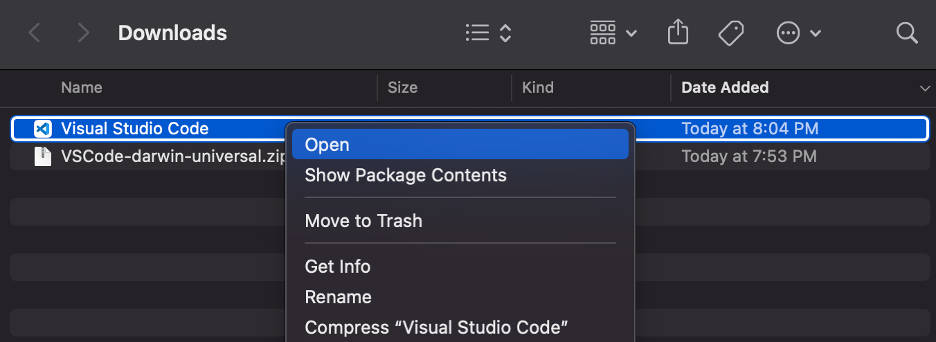 Downloads
Name Size Kind Date Added
Visual Studio Code Today at 8:04 PM
VSCode-darwin-universal.zip Today at 7:53 PM
Open
Show Package Contents
Move to Trash
Get Info
Rename
Compress “Visual Studio Code”